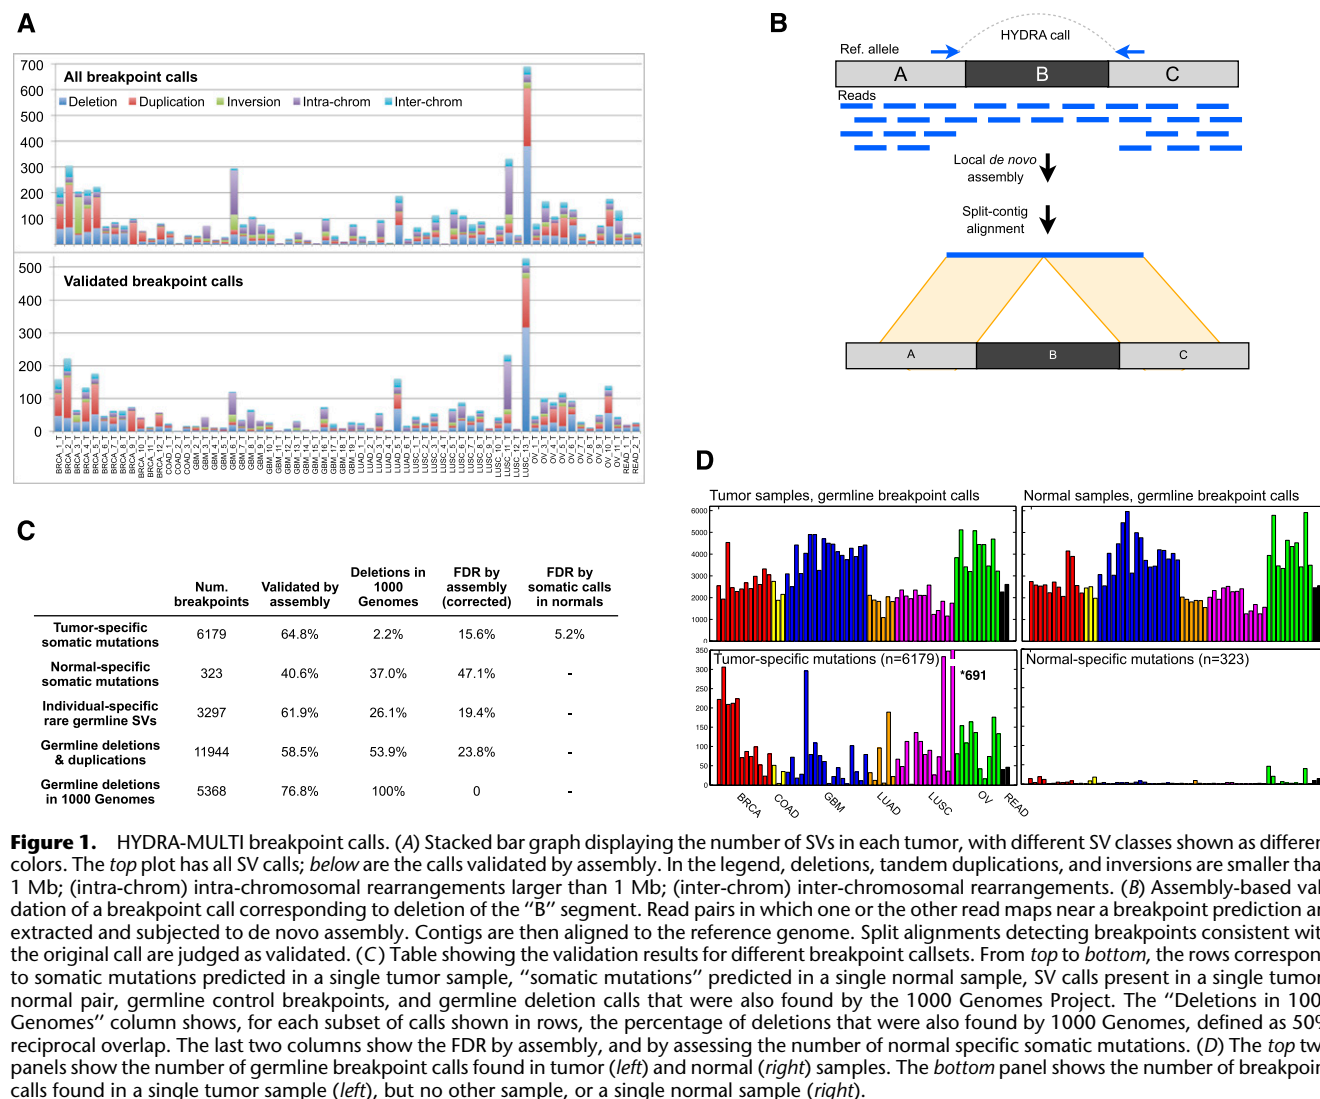 A
All breakpoint calls
Deletion Duplication Inversion Intra-chrom Inter-chrom
700
600
500
400
300
200
100
Validated breakpoint calls
500
400
300
200
100
0
B
HYDRA call
Ref. allele
A B C
Reads
Local de novo
assembly
Split-contig
alignment
A B C
C
Num.
breakpoints
Validated by
assembly
Deletions in
1000
Genomes
FDR by
assembly
(corrected)
FDR by
somatic calls
in normals
Tumor-specific
somatic mutations
6179 64.8% 2.2% 15.6% 5.2%
Normal-specific
somatic mutations
323 40.6% 37.0% 47.1% -
Individual-specific
rare germline SVs
3297 61.9% 26.1% 19.4% -
Germline deletions
& duplications
11944 58.5% 53.9% 23.8% -
Germline deletions
in 1000 Genomes
5368 76.8% 100% 0 -
D
Tumor samples, germline breakpoint calls
Normal samples, germline breakpoint calls
6000
5000
4000
3000
2000
1000
0
Tumor-specific mutations (n=6179)
*691
Normal-specific mutations (n=323)
350
300
250
200
150
100
50
0
BRCA COAD GBM LUAD LUSC OV READ
Figure 1. HYDRA-MULTI breakpoint calls. (A) Stacked bar graph displaying the number of SVs in each tumor, with different SV classes shown as differen
colors. The top plot has all SV calls; below are the calls validated by assembly. In the legend, deletions, tandem duplications, and inversions are smaller tha
1 Mb; (intra-chrom) intra-chromosomal rearrangements larger than 1 Mb; (inter-chrom) inter-chromosomal rearrangements. (B) Assembly-based val
dation of a breakpoint call corresponding to deletion of the “B” segment. Read pairs in which one or the other read maps near a breakpoint prediction ar
extracted and subjected to de novo assembly. Contigs are then aligned to the reference genome. Split alignments detecting breakpoints consistent wit
the original call are judged as validated. (C) Table showing the validation results for different breakpoint callsets. From top to bottom, the rows correspon
to somatic mutations predicted in a single tumor sample, “somatic mutations” predicted in a single normal sample, SV calls present in a single tumor
normal pair, germline control breakpoints, and germline deletion calls that were also found by the 1000 Genomes Project. The “Deletions in 100
Genomes” column shows, for each subset of calls shown in rows, the percentage of deletions that were also found by 1000 Genomes, defined as 50%
reciprocal overlap. The last two columns show the FDR by assembly, and by assessing the number of normal specific somatic mutations. (D) The top tw
panels show the number of germline breakpoint calls found in tumor (left) and normal (right) samples. The bottom panel shows the number of breakpoin
calls found in a single tumor sample (left), but no other sample, or a single normal sample (right).